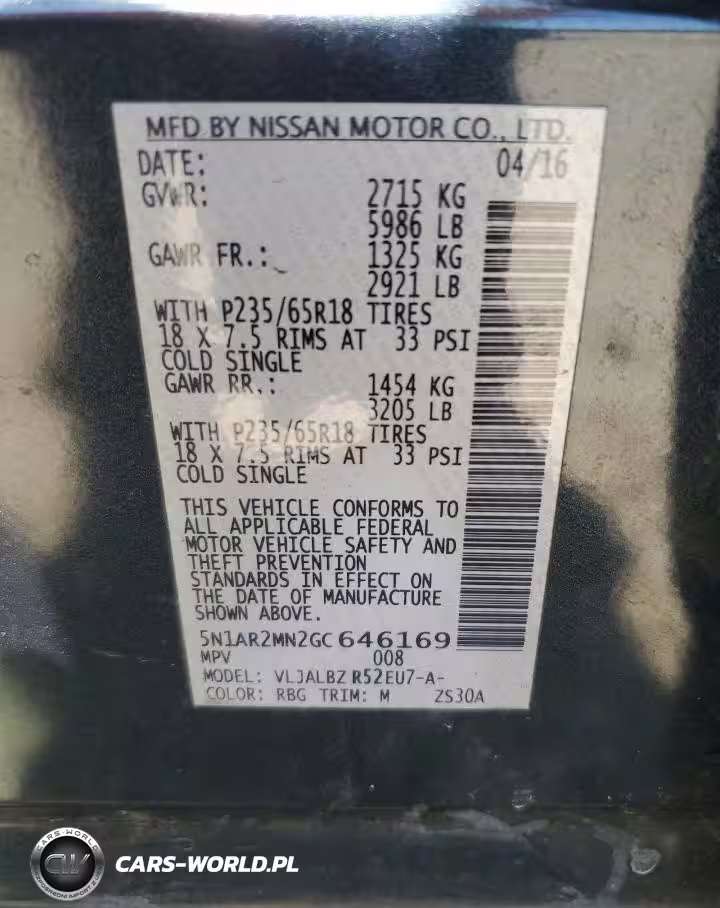 MFD BY NISSAN MOTOR CO., LTD.
DATE: 04/16
GVWR: 2715 KG
5986 LB
GAWR FR.: 1325 KG
2921 LB
WITH P235/65R18 TIRES
18 X 7.5 RIMS AT 33 PSI
COLD SINGLE
GAWR RR.: 1454 KG
3205 LB
WITH P235/65R18 TIRES
18 X 7.5 RIMS AT 33 PSI
COLD SINGLE
THIS VEHICLE CONFORMS TO
ALL APPLICABLE FEDERAL
MOTOR VEHICLE SAFETY AND
THEFT PREVENTION
STANDARDS IN EFFECT ON
THE DATE OF MANUFACTURE
SHOWN ABOVE.
5N1AR2MN2GC646169
MPV 008
MODEL: VLJALBZ R52EU7-A-
COLOR: RBG TRIM: M ZS30A
CARS-WORLD
CW
CARS-WORLD.PL